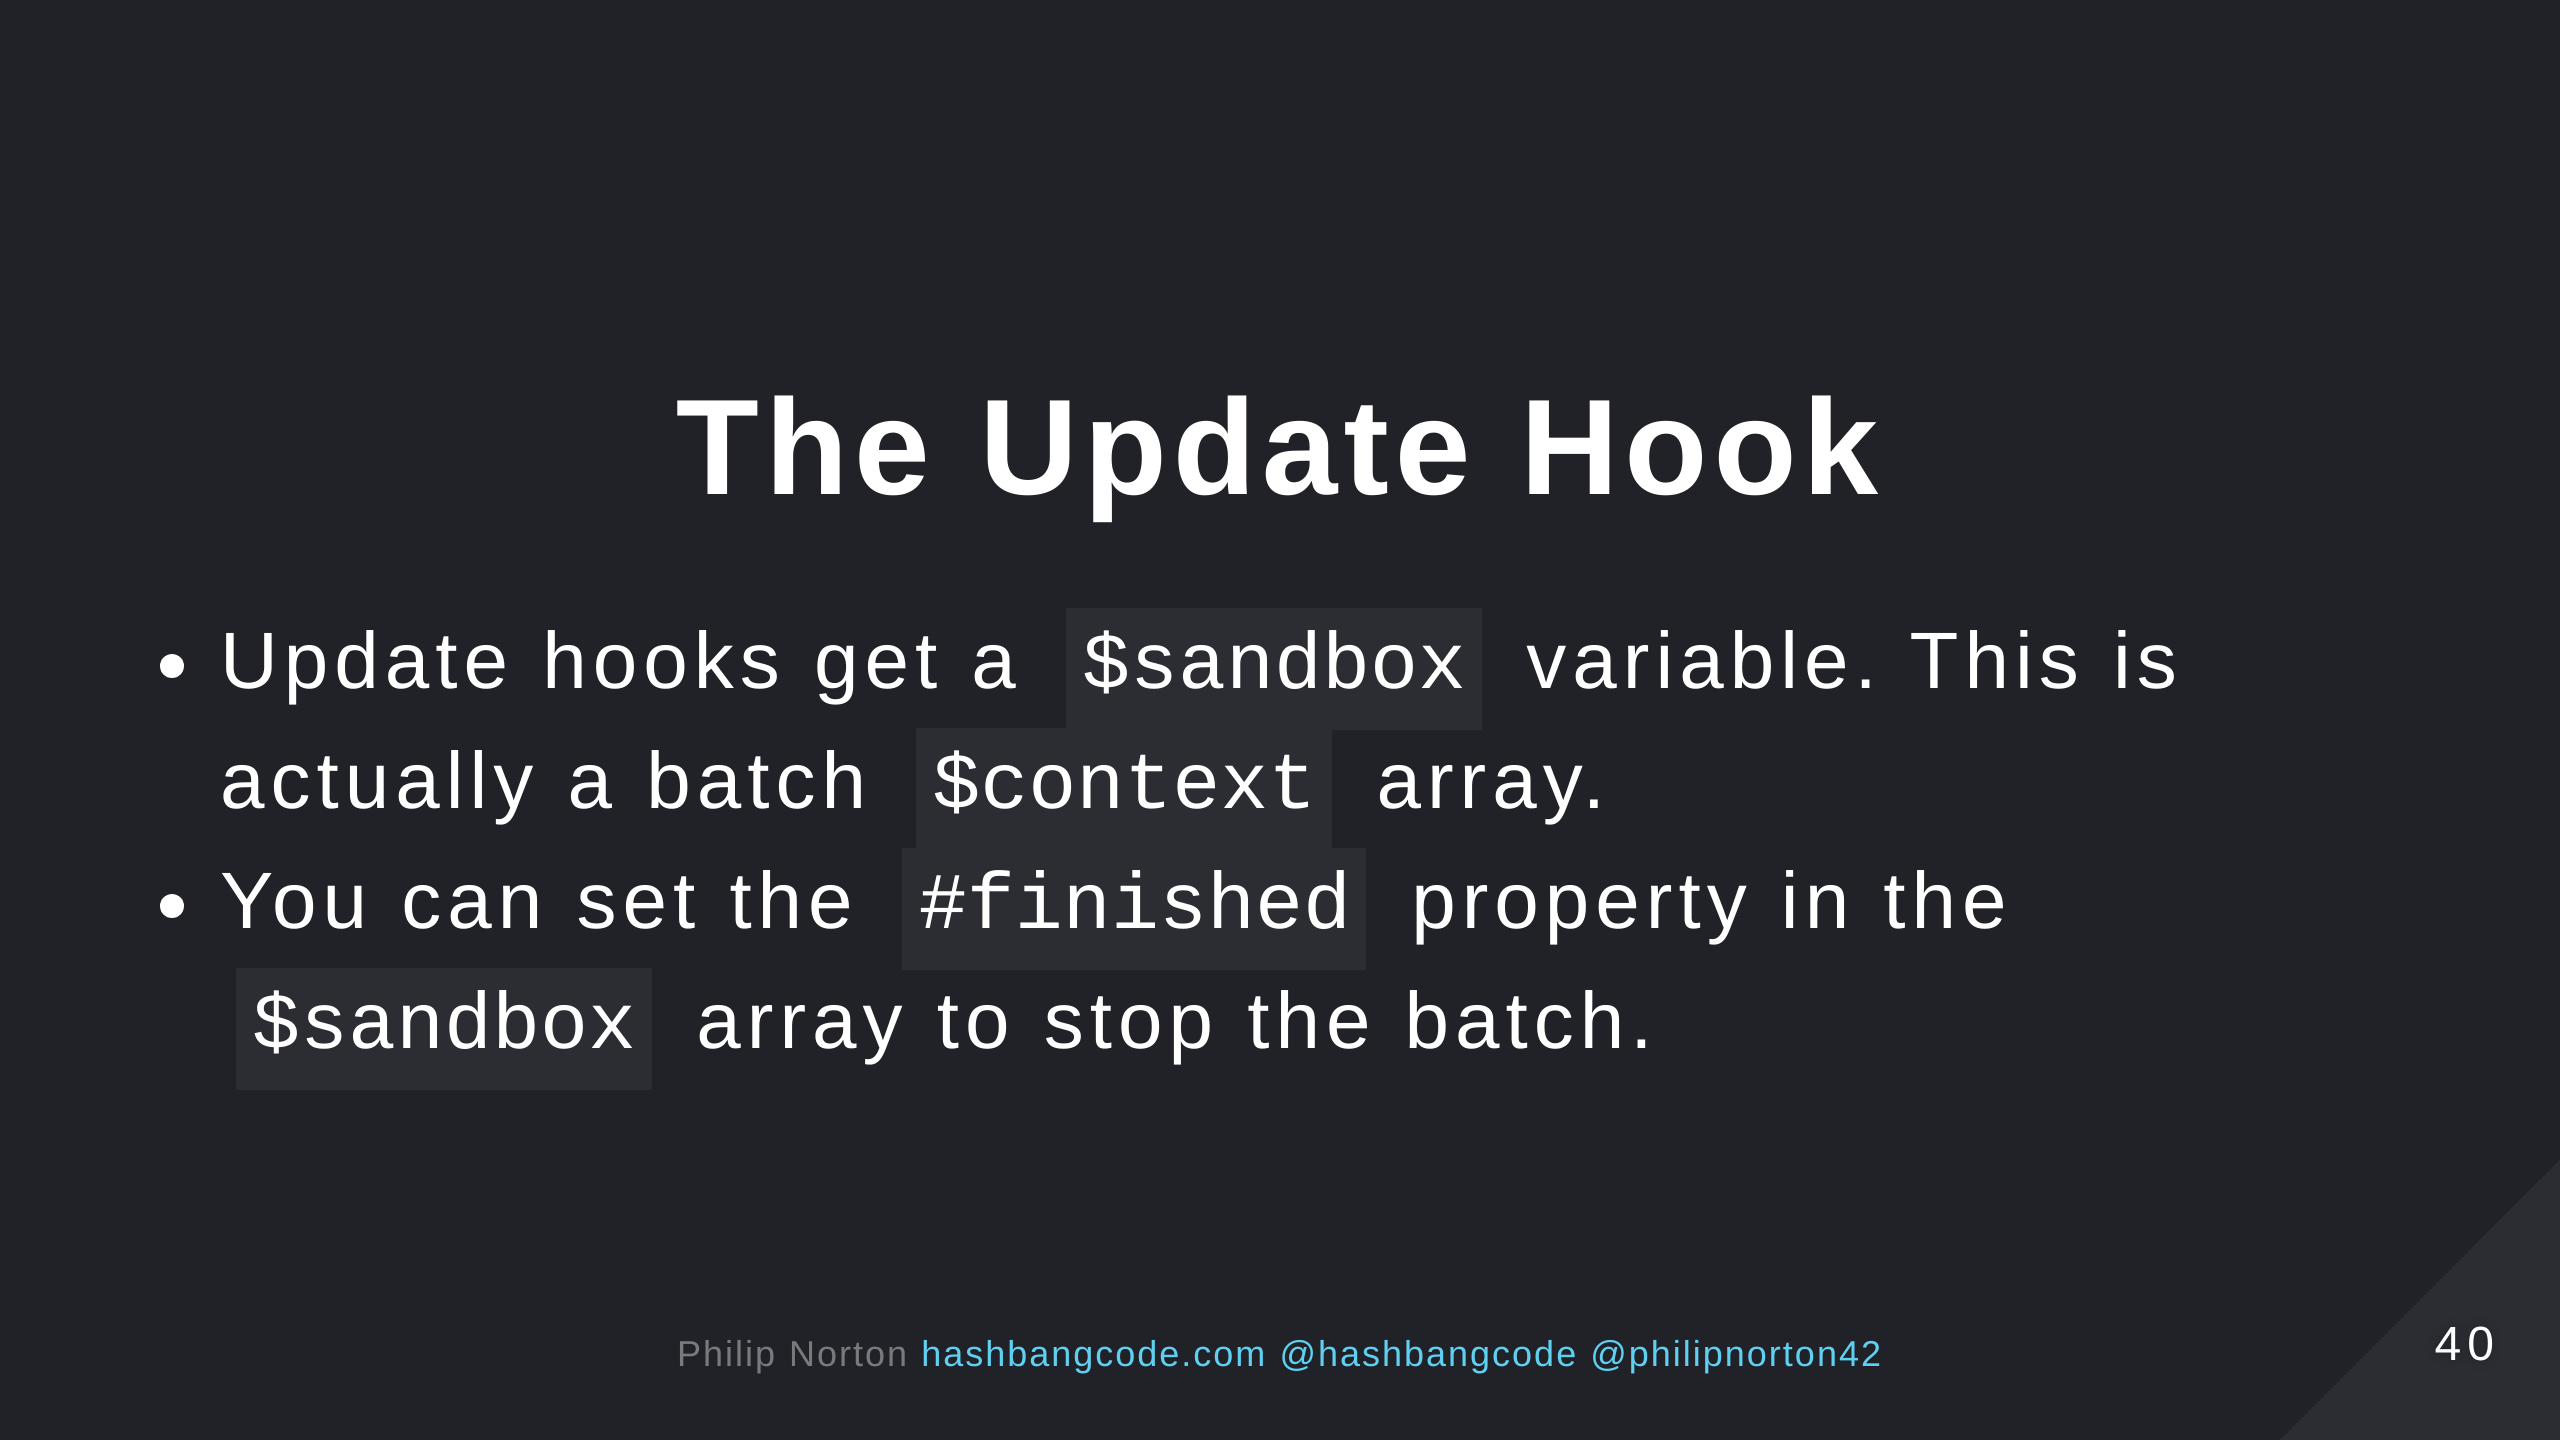 The Update Hook
• Update hooks get a $sandbox variable. This is
actually a batch $context array.
• You can set the #finished property in the
$sandbox array to stop the batch.
Philip Norton hashbangcode.com @hashbangcode @philipnorton42
40